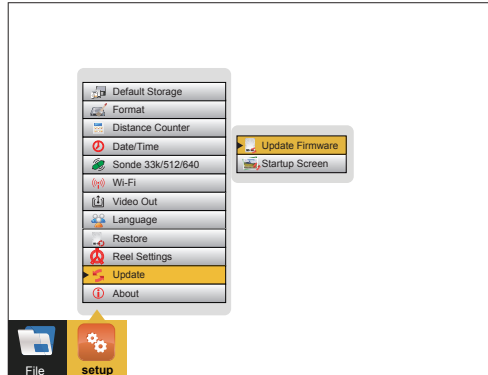 Default Storage
Format
Distance Counter
Date/Time
Sonde 33k/512/640
Wi-Fi
Video Out
Language
Restore
Reel Settings
Update
About
Update Firmware
Startup Screen
File
setup